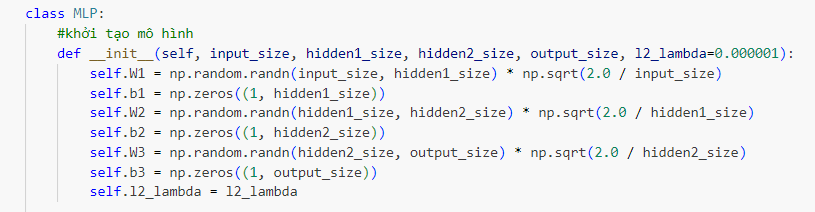 class MLP:
    #khởi tạo mô hình
    def __init__(self, input_size, hidden1_size, hidden2_size, output_size, l2_lambda=0.000001):
        self.W1 = np.random.randn(input_size, hidden1_size) * np.sqrt(2.0 / input_size)
        self.b1 = np.zeros((1, hidden1_size))
        self.W2 = np.random.randn(hidden1_size, hidden2_size) * np.sqrt(2.0 / hidden1_size)
        self.b2 = np.zeros((1, hidden2_size))
        self.W3 = np.random.randn(hidden2_size, output_size) * np.sqrt(2.0 / hidden2_size)
        self.b3 = np.zeros((1, output_size))
        self.l2_lambda = l2_lambda